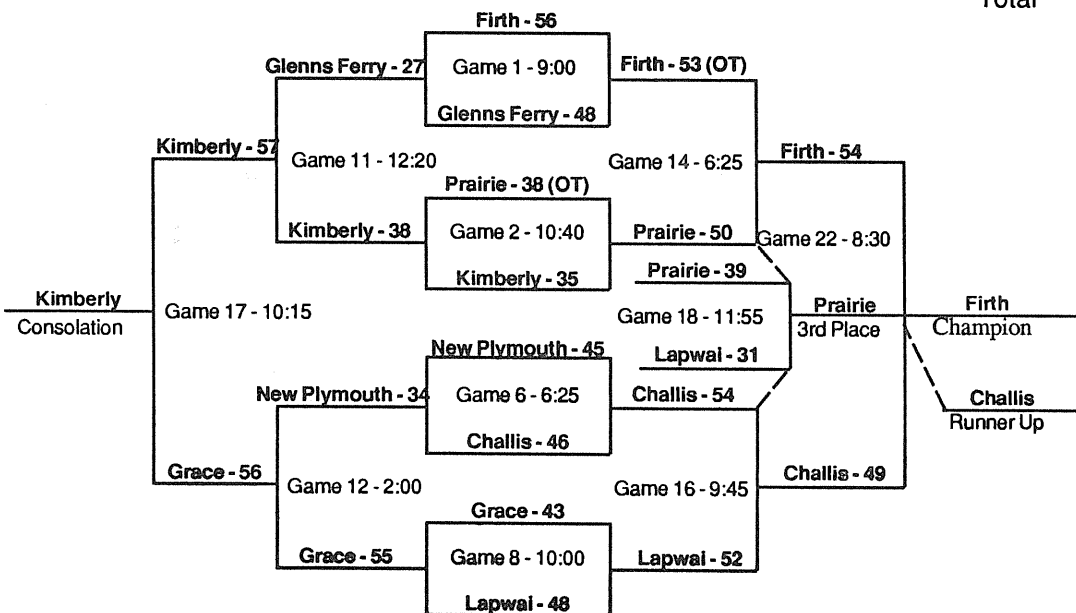 Total
Firth - 56
Glenns Ferry - 27
Game 1 - 9:00
Firth - 53 (OT)
Glenns Ferry - 48
Kimberly - 57
Game 11 - 12:20
Game 14 - 6:25
Firth - 54
Prairie - 38 (OT)
Kimberly - 38
Game 2 - 10:40
Prairie - 50
Game 22 - 8:30
Kimberly - 35
Prairie - 39
Kimberly
Consolation
Game 17 - 10:15
Game 18 - 11:55
Prairie
3rd Place
Firth
Champion
New Plymouth - 45
Lapwai - 31
New Plymouth - 34
Game 6 - 6:25
Challis - 54
Challis
Runner Up
Challis - 46
Grace - 56
Game 12 - 2:00
Game 16 - 9:45
Challis - 49
Grace - 43
Grace - 55
Game 8 - 10:00
Lapwai - 52
Lapwai - 48